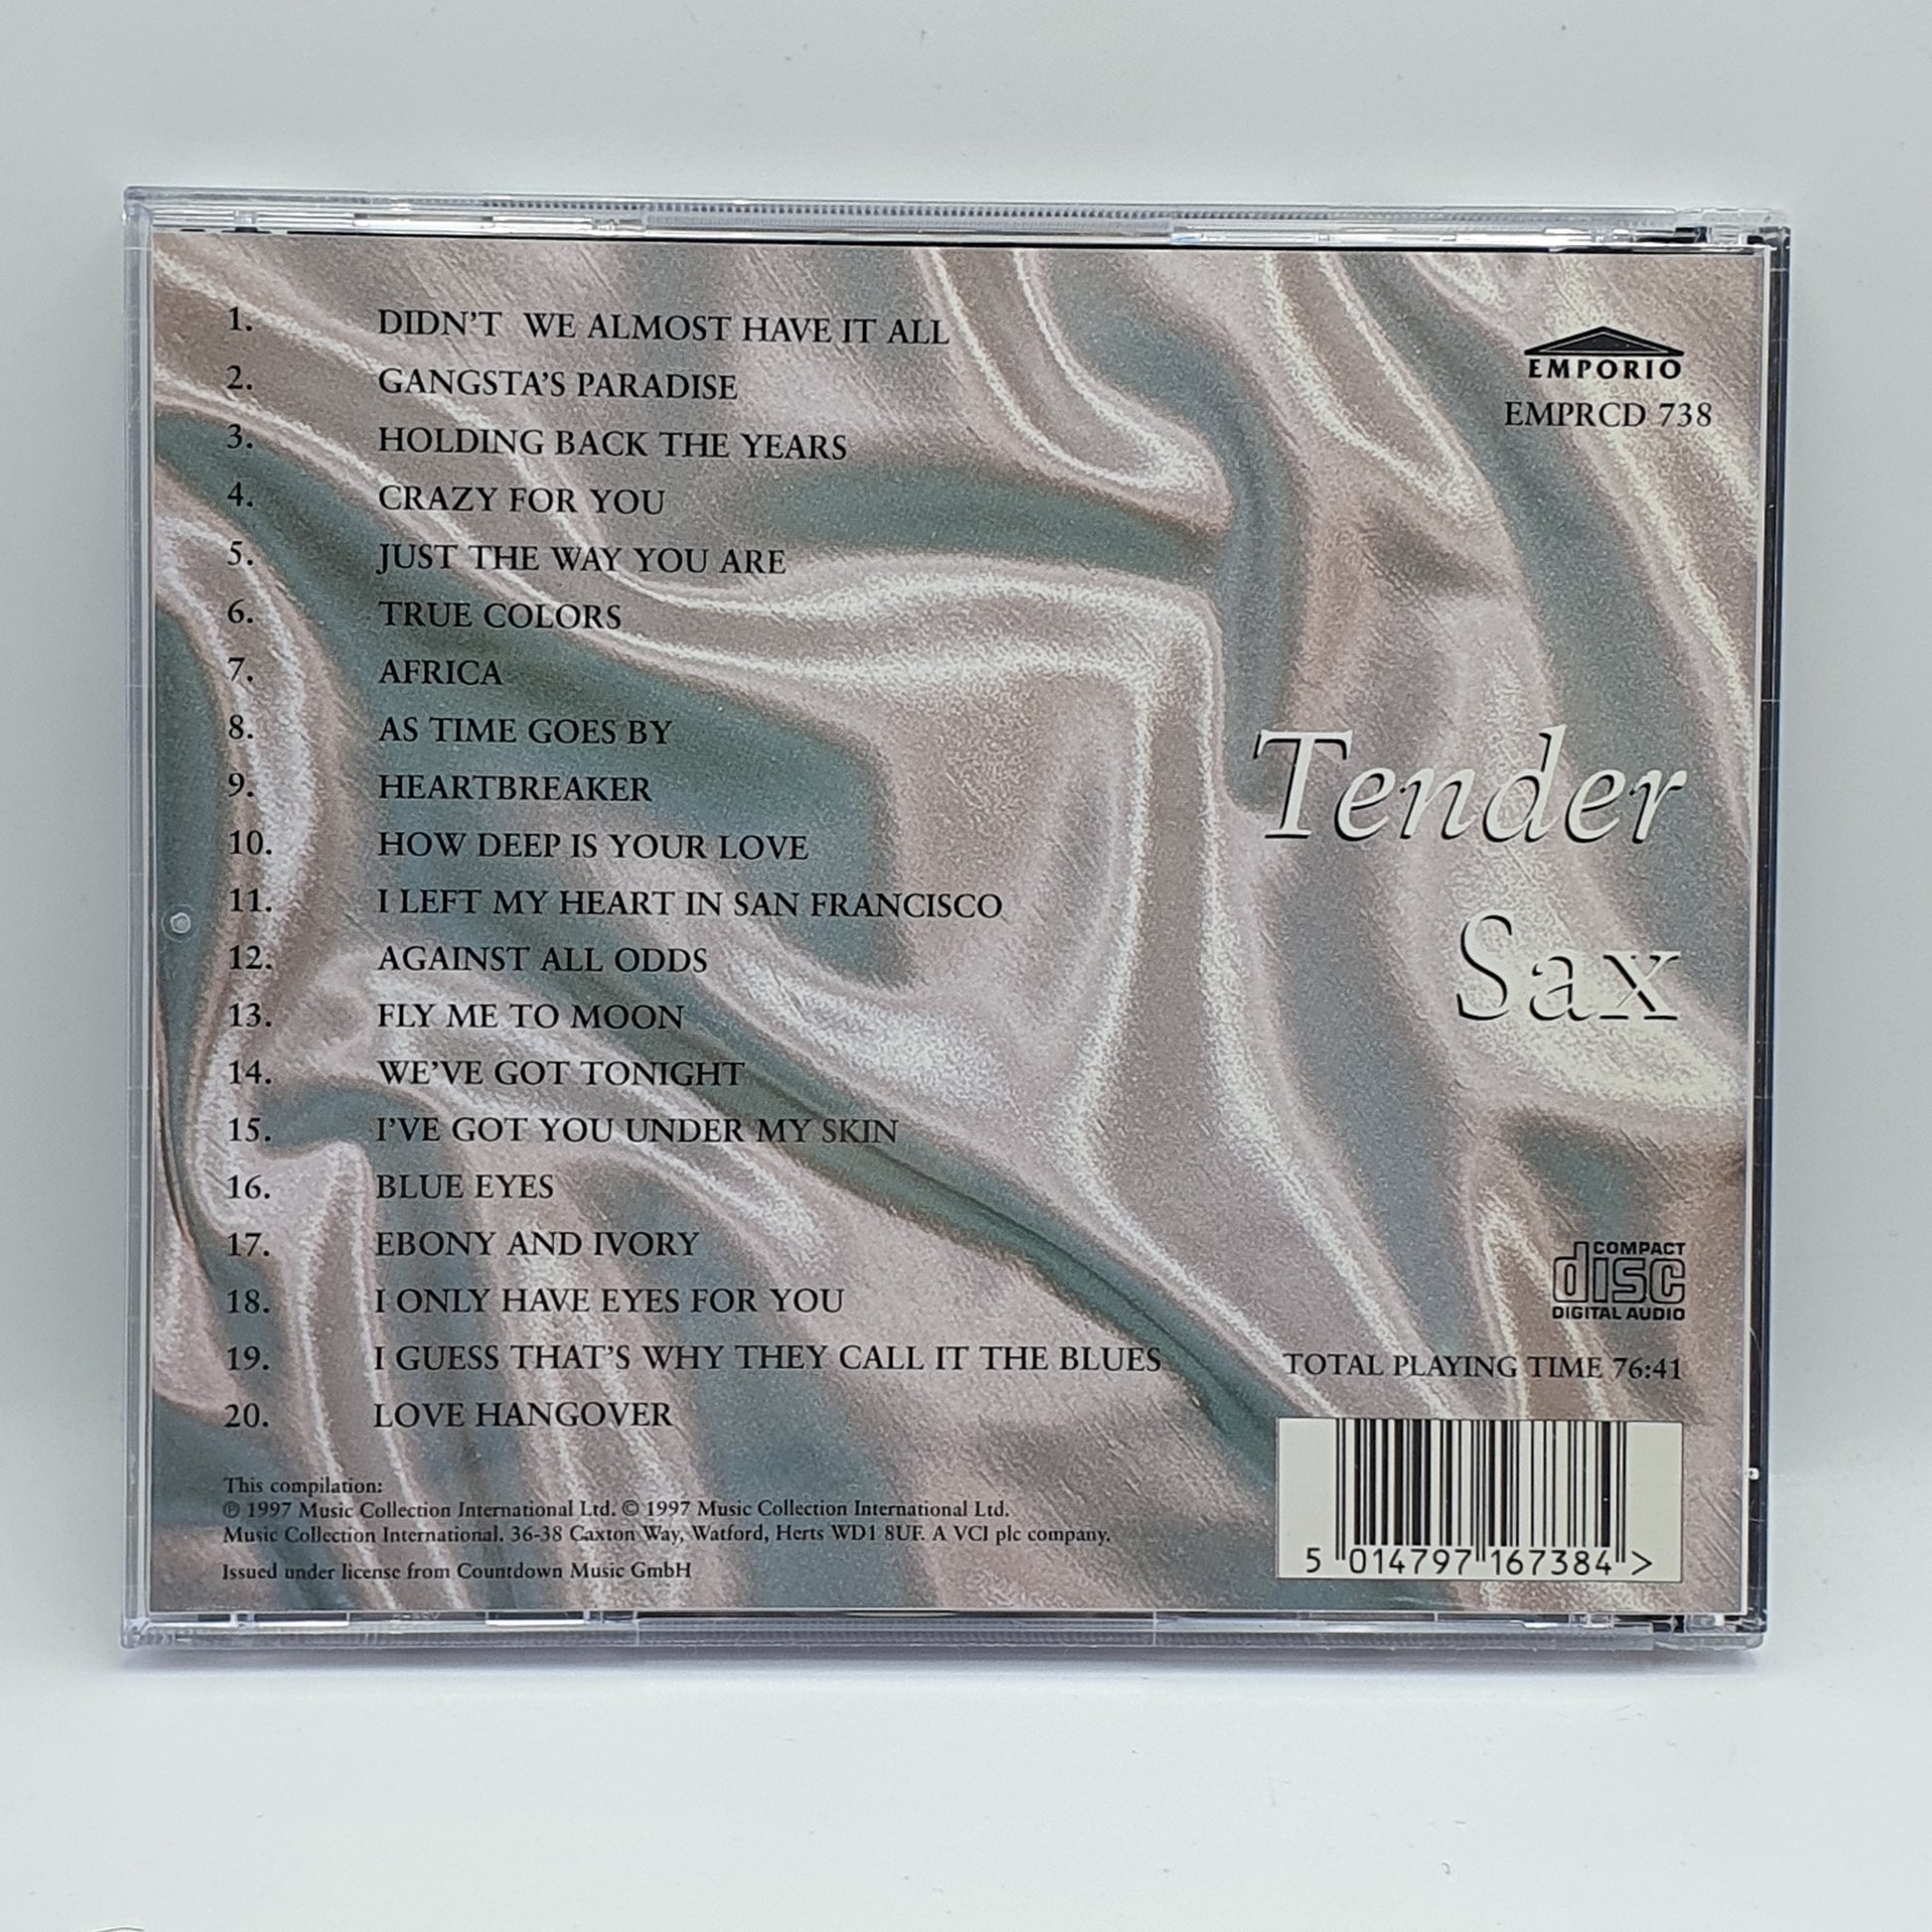 1. DIDN'T WE ALMOST HAVE IT ALL
2. GANGSTA'S PARADISE
3. HOLDING BACK THE YEARS
4. CRAZY FOR YOU
5. JUST THE WAY YOU ARE
6. TRUE COLORS
7. AFRICA
8. AS TIME GOES BY
9. HEARTBREAKER
10. HOW DEEP IS YOUR LOVE
11. I LEFT MY HEART IN SAN FRANCISCO
12. AGAINST ALL ODDS
13. FLY ME TO MOON
14. WE'VE GOT TONIGHT
15. I'VE GOT YOU UNDER MY SKIN
16. BLUE EYES
17. EBONY AND IVORY
18. I ONLY HAVE EYES FOR YOU
19. I GUESS THAT'S WHY THEY CALL IT THE BLUES
20. LOVE HANGOVER
This compilation:
℗ 1997 Music Collection International Ltd. © 1997 Music Collection International Ltd.
Music Collection International. 36-38 Caxton Way, Watford, Herts WD1 8UF. A VCI plc company.
Issued under license from Countdown Music GmbH
EMPORIO
EMPRCD 738
Tender
Sax
COMPACT
disc
DIGITAL AUDIO
TOTAL PLAYING TIME 76:41
5 014797 167384 >